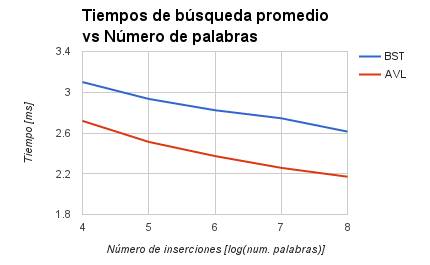 Tiempos de búsqueda promedio
vs Número de palabras
3.4
3
2.6
2.2
1.8
Tiempo [ms]
4
5
6
7
8
Número de inserciones [log(num. palabras)]
BST
AVL